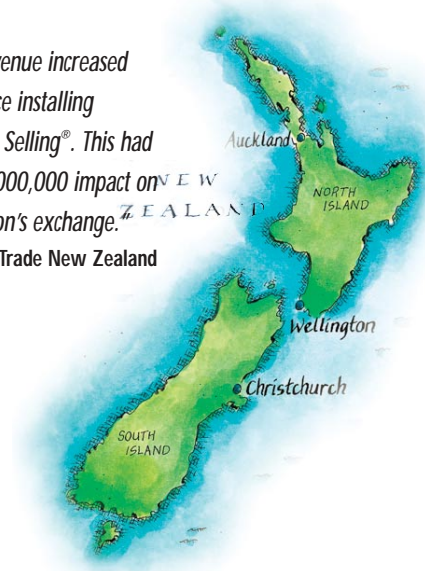 venue increased
ce installing
Selling®. This had
000,000 impact on
on's exchange.
Trade New Zealand
NEW
ZEALAND
Auckland
NORTH
ISLAND
Wellington
Christchurch
SOUTH
ISLAND